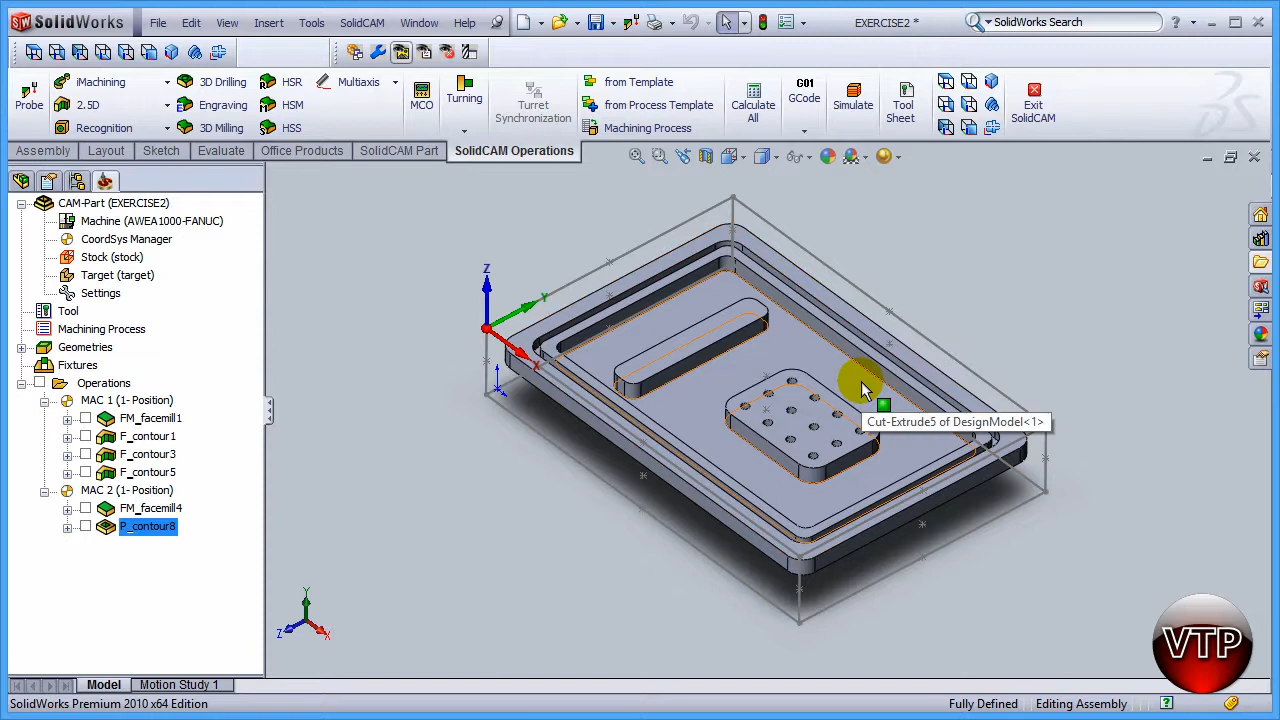 SolidWorks File Edit View Insert Tools SolidCAM Window Help EXERCISE2 * SolidWorks Search
Probe iMachining 3D Drilling HSR Multiaxis MCO Turning Turret Synchronization from Template Calculate All G01 GCode Simulate Tool Sheet Exit SolidCAM
2.5D Engraving HSM from Process Template
Recognition 3D Milling HSS Machining Process
Assembly Layout Sketch Evaluate Office Products SolidCAM Part SolidCAM Operations
CAM-Part (EXERCISE2)
Machine (AWEA1000-FANUC)
CoordSys Manager
Stock (stock)
Target (target)
Settings
Tool
Machining Process
Geometries
Fixtures
Operations
MAC 1 (1- Position)
FM_facemill1
F_contour1
F_contour3
F_contour5
MAC 2 (1- Position)
FM_facemill4
P_contour8
Z
Y
X
Cut-Extrude5 of DesignModel<1>
Y
Z X
VTP
Model Motion Study 1
SolidWorks Premium 2010 x64 Edition Fully Defined Editing Assembly